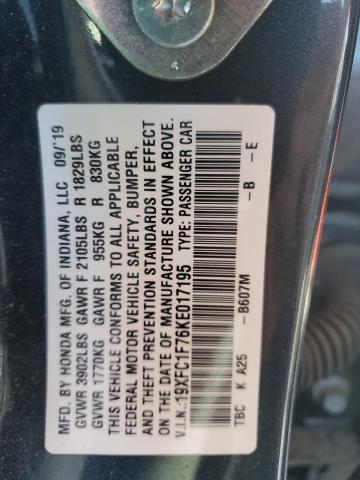 MFD. BY HONDA MFG. OF INDIANA, LLC 09/'19
GVWR 3902LBS GAWR F 2105LBS R 1829LBS
GVWR 1770KG GAWR F 955KG R 830KG
THIS VEHICLE CONFORMS TO ALL APPLICABLE
FEDERAL MOTOR VEHICLE SAFETY, BUMPER,
AND THEFT PREVENTION STANDARDS IN EFFECT
ON THE DATE OF MANUFACTURE SHOWN ABOVE.
V.I.N.:19XFC1F76KE017195 TYPE: PASSENGER CAR
-B607M -B -E
TBC K A25